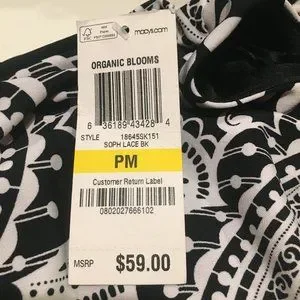 macys.com
ORGANIC BLOOMS
6 36189 43428 4
STYLE 18645SK151
SOPH LACE BK
PM
Customer Return Label
0802027666102
MSRP $59.00